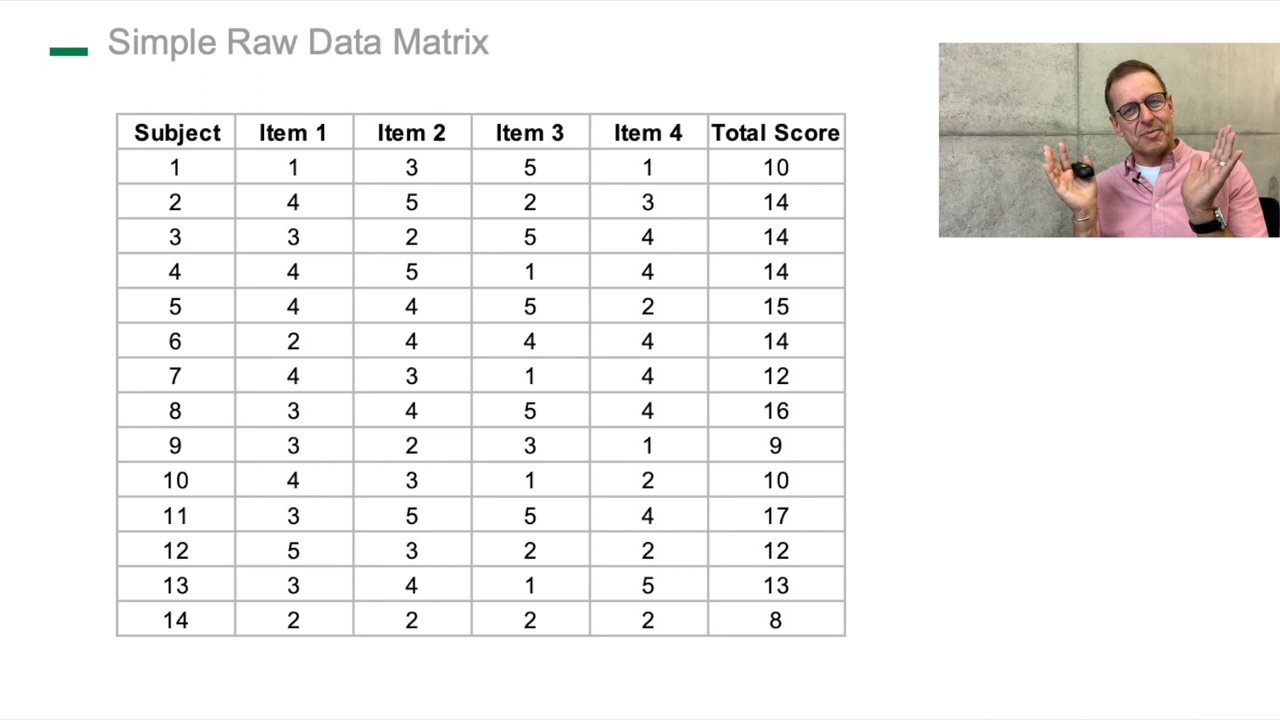 Simple Raw Data Matrix
Subject Item 1 Item 2 Item 3 Item 4 Total Score
1 1 3 5 1 10
2 4 5 2 3 14
3 3 2 5 4 14
4 4 5 1 4 14
5 4 4 5 2 15
6 2 4 4 4 14
7 4 3 1 4 12
8 3 4 5 4 16
9 3 2 3 1 9
10 4 3 1 2 10
11 3 5 5 4 17
12 5 3 2 2 12
13 3 4 1 5 13
14 2 2 2 2 8